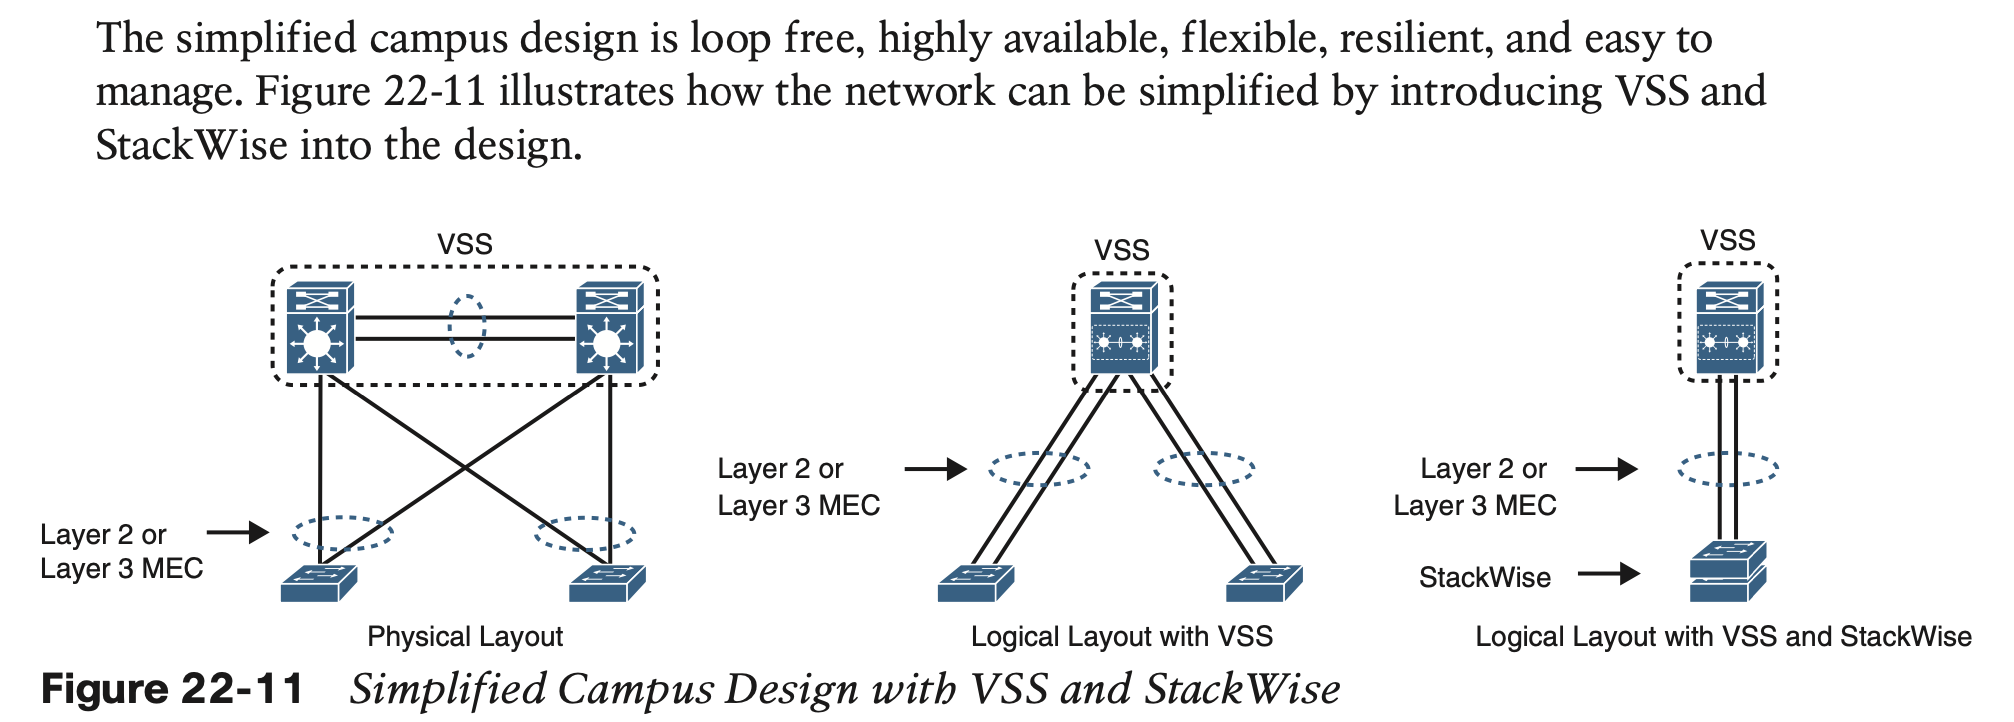 The simplified campus design is loop free, highly available, flexible, resilient, and easy to
manage. Figure 22-11 illustrates how the network can be simplified by introducing VSS and
StackWise into the design.
VSS
Layer 2 or
Layer 3 MEC
Physical Layout
VSS
Layer 2 or
Layer 3 MEC
Logical Layout with VSS
VSS
Layer 2 or
Layer 3 MEC
StackWise
Logical Layout with VSS and StackWise
Figure 22-11 Simplified Campus Design with VSS and StackWise